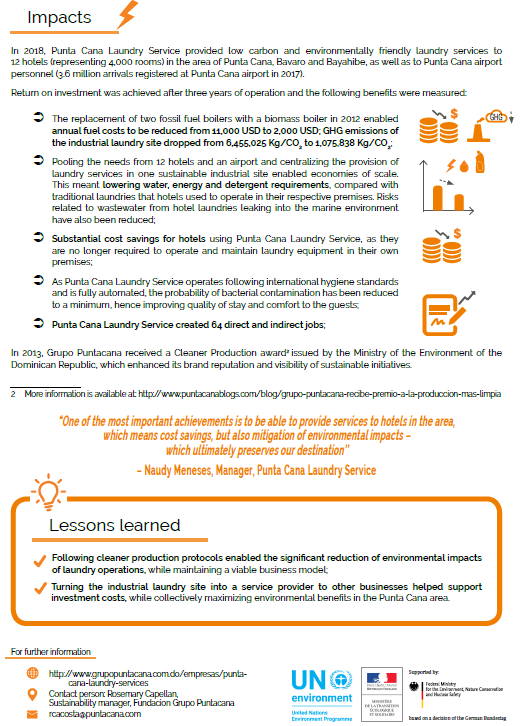 Impacts
In 2018, Punta Cana Laundry Service provided low carbon and environmentally friendly laundry services to
12 hotels (representing 4,000 rooms) in the area of Punta Cana, Bavaro and Bayahibe, as well as to Punta Cana airport
personnel (3.6 million arrivals registered at Punta Cana airport in 2017).
Return on investment was achieved after three years of operation and the following benefits were measured:
➲ The replacement of two fossil fuel boilers with a biomass boiler in 2012 enabled
annual fuel costs to be reduced from 11,000 USD to 2,000 USD; GHG emissions of
the industrial laundry site dropped from 6,455,025 Kg/CO₂ to 1,075,838 Kg/CO₂;
$
GHG
➲ Pooling the needs from 12 hotels and an airport and centralizing the provision of
laundry services in one sustainable industrial site enabled economies of scale.
This meant lowering water, energy and detergent requirements, compared with
traditional laundries that hotels used to operate in their respective premises. Risks
related to wastewater from hotel laundries leaking into the marine environment
have also been reduced;
➲ Substantial cost savings for hotels using Punta Cana Laundry Service, as they
are no longer required to operate and maintain laundry equipment in their own
premises;
$
➲ As Punta Cana Laundry Service operates following international hygiene standards
and is fully automated, the probability of bacterial contamination has been reduced
to a minimum, hence improving quality of stay and comfort to the guests;
➲ Punta Cana Laundry Service created 64 direct and indirect jobs;
In 2013, Grupo Puntacana received a Cleaner Production award² issued by the Ministry of the Environment of the
Dominican Republic, which enhanced its brand reputation and visibility of sustainable initiatives.
2 More information is available at: http://www.puntacanablogs.com/blog/grupo-puntacana-recibe-premio-a-la-produccion-mas-limpia
"One of the most important achievements is to be able to provide services to hotels in the area,
which means cost savings, but also mitigation of environmental impacts –
which ultimately preserves our destination"
– Naudy Meneses, Manager, Punta Cana Laundry Service
Lessons learned
Following cleaner production protocols enabled the significant reduction of environmental impacts
of laundry operations, while maintaining a viable business model;
Turning the industrial laundry site into a service provider to other businesses helped support
investment costs, while collectively maximizing environmental benefits in the Punta Cana area.
For further information
http://www.grupopuntacana.com.do/empresas/punta-
cana-laundry-services
Contact person: Rosemary Capellan,
Sustainability manager, Fundacion Grupo Puntacana
rcacosta@puntacana.com
UN
environment
United Nations
Environment Programme
MINISTÈRE
DE LA TRANSITION
ÉCOLOGIQUE
ET SOLIDAIRE
Supported by:
Federal Ministry
for the Environment, Nature Conservation
and Nuclear Safety
based on a decision of the German Bundestag